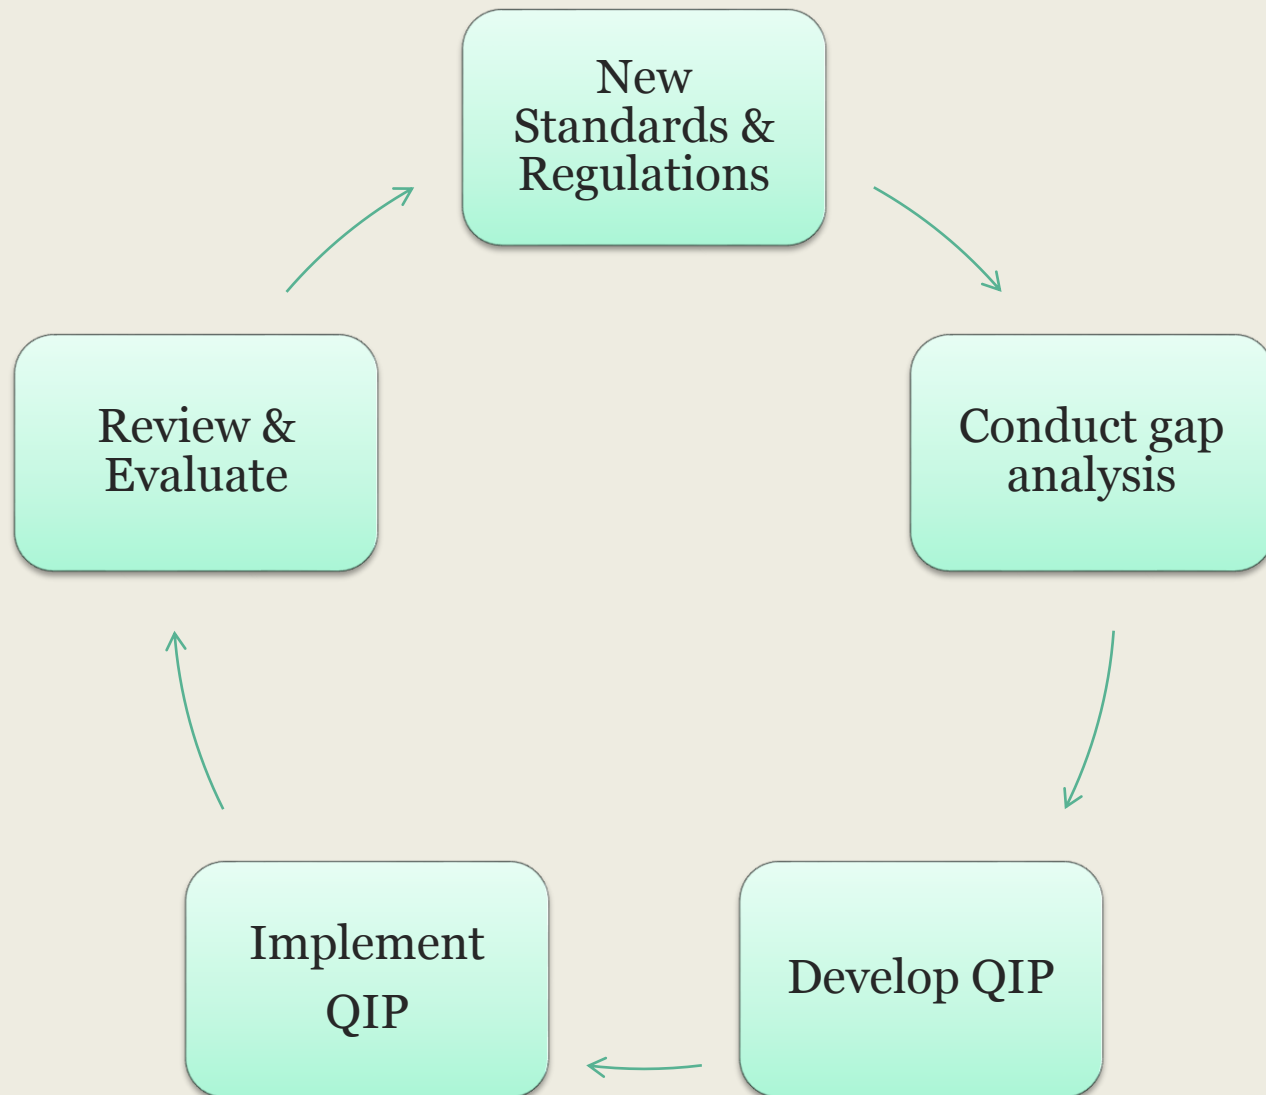 New
Standards &
Regulations
Conduct gap
analysis
Develop QIP
Implement
QIP
Review &
Evaluate